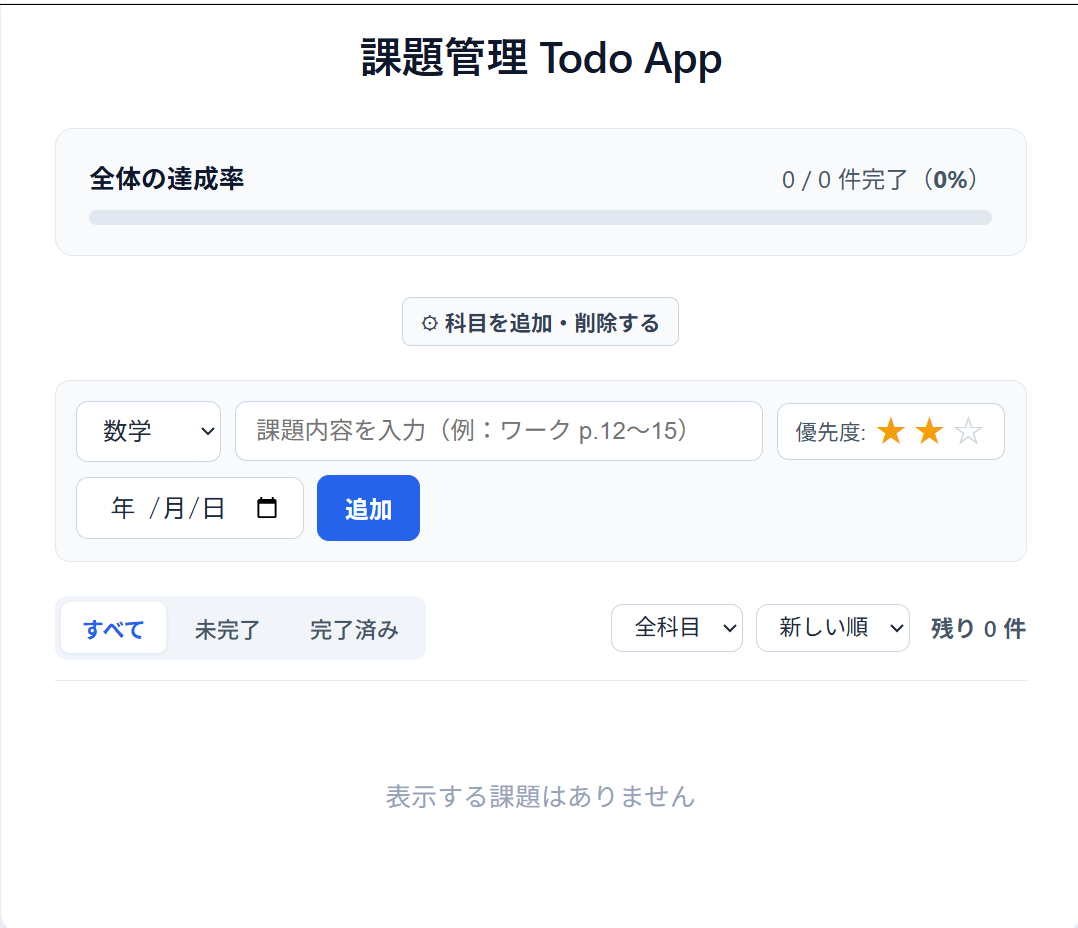 課題管理 Todo App
全体の達成率 0 / 0 件完了（0%）
⚙ 科目を追加・削除する
数学 課題内容を入力（例：ワーク p.12〜15） 優先度: ★ ★ ☆
年 /月/日 追加
すべて 未完了 完了済み 全科目 新しい順 残り 0 件
表示する課題はありません